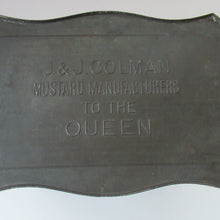 J & J. COLMAN
MUSTARD MANUFACTURERS
TO THE
QUEEN